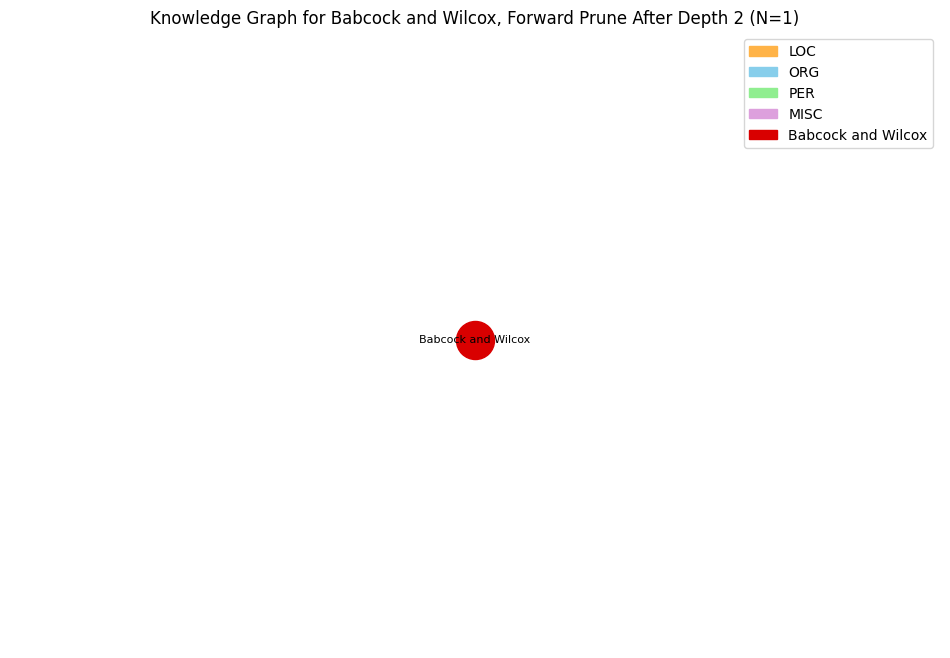 Knowledge Graph for Babcock and Wilcox, Forward Prune After Depth 2 (N=1)
LOC
ORG
PER
MISC
Babcock and Wilcox
Babcock and Wilcox